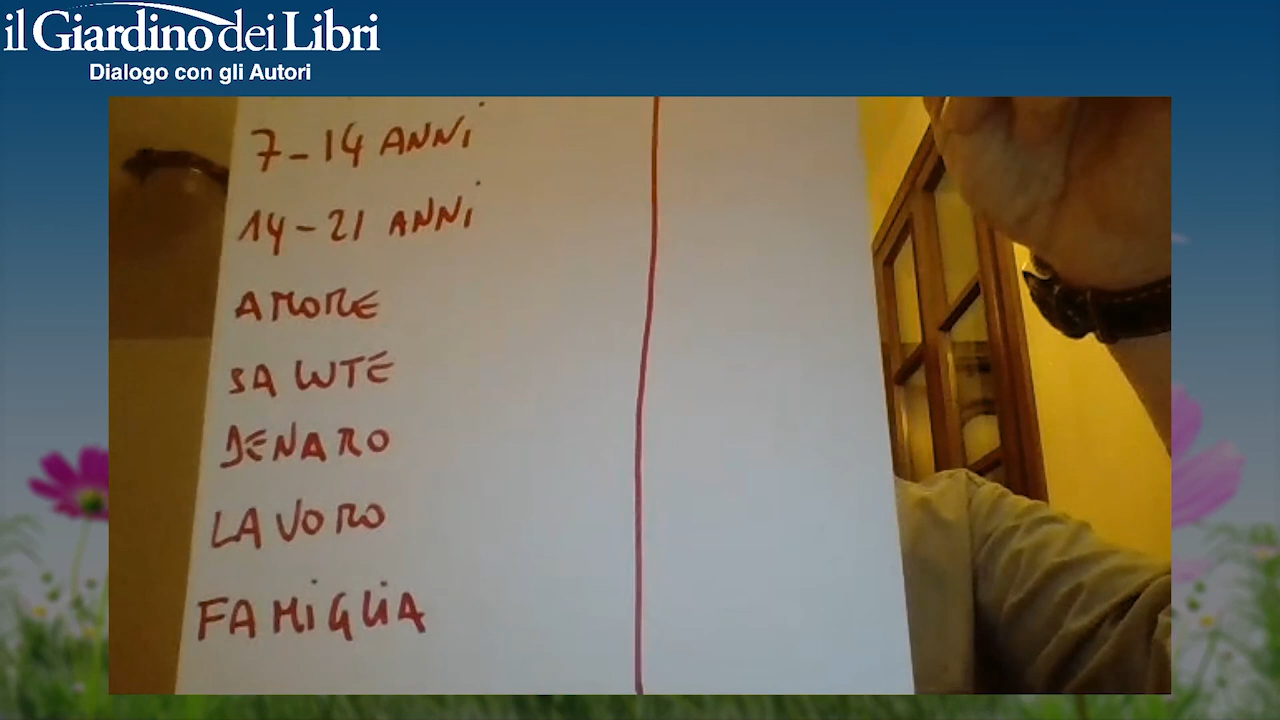 il Giardino dei Libri
Dialogo con gli Autori
7-14 ANNi
14-21 ANNi
AMORE
SALUTE
DENARO
LAVORO
FAMiGLiA